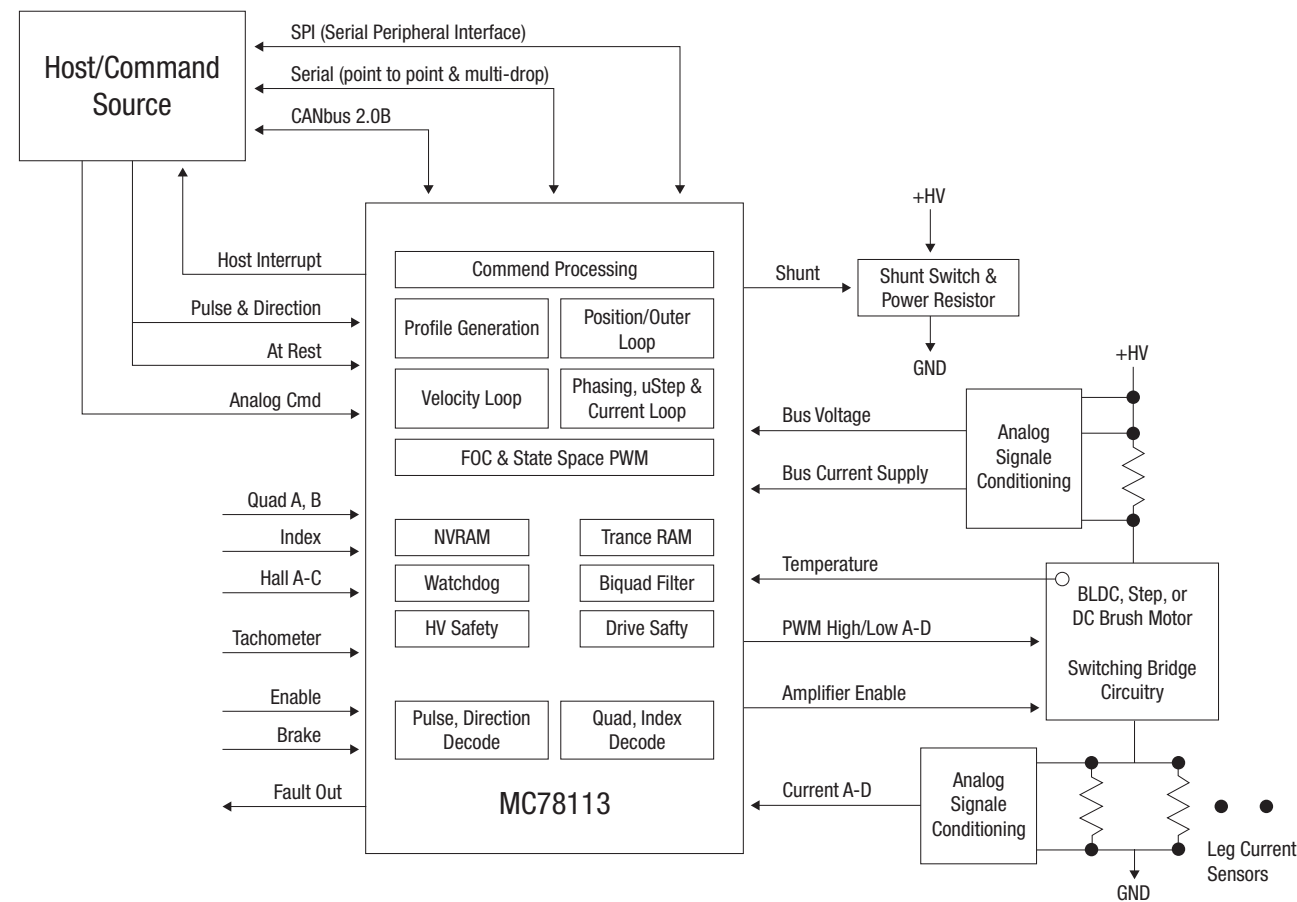 Host/Command
Source
SPI (Serial Peripheral Interface)
Serial (point to point & multi-drop)
CANbus 2.0B
Host Interrupt
Pulse & Direction
At Rest
Analog Cmd
Quad A, B
Index
Hall A-C
Tachometer
Enable
Brake
Fault Out
Commend Processing
Profile Generation
Position/Outer
Loop
Velocity Loop
Phasing, uStep &
Current Loop
FOC & State Space PWM
NVRAM
Trance RAM
Watchdog
Biquad Filter
HV Safety
Drive Safty
Pulse, Direction
Decode
Quad, Index
Decode
MC78113
Shunt
+HV
Shunt Switch &
Power Resistor
GND
+HV
Bus Voltage
Bus Current Supply
Analog
Signale
Conditioning
Temperature
PWM High/Low A-D
Amplifier Enable
BLDC, Step, or
DC Brush Motor
Switching Bridge
Circuitry
Current A-D
Analog
Signale
Conditioning
Leg Current
Sensors
GND